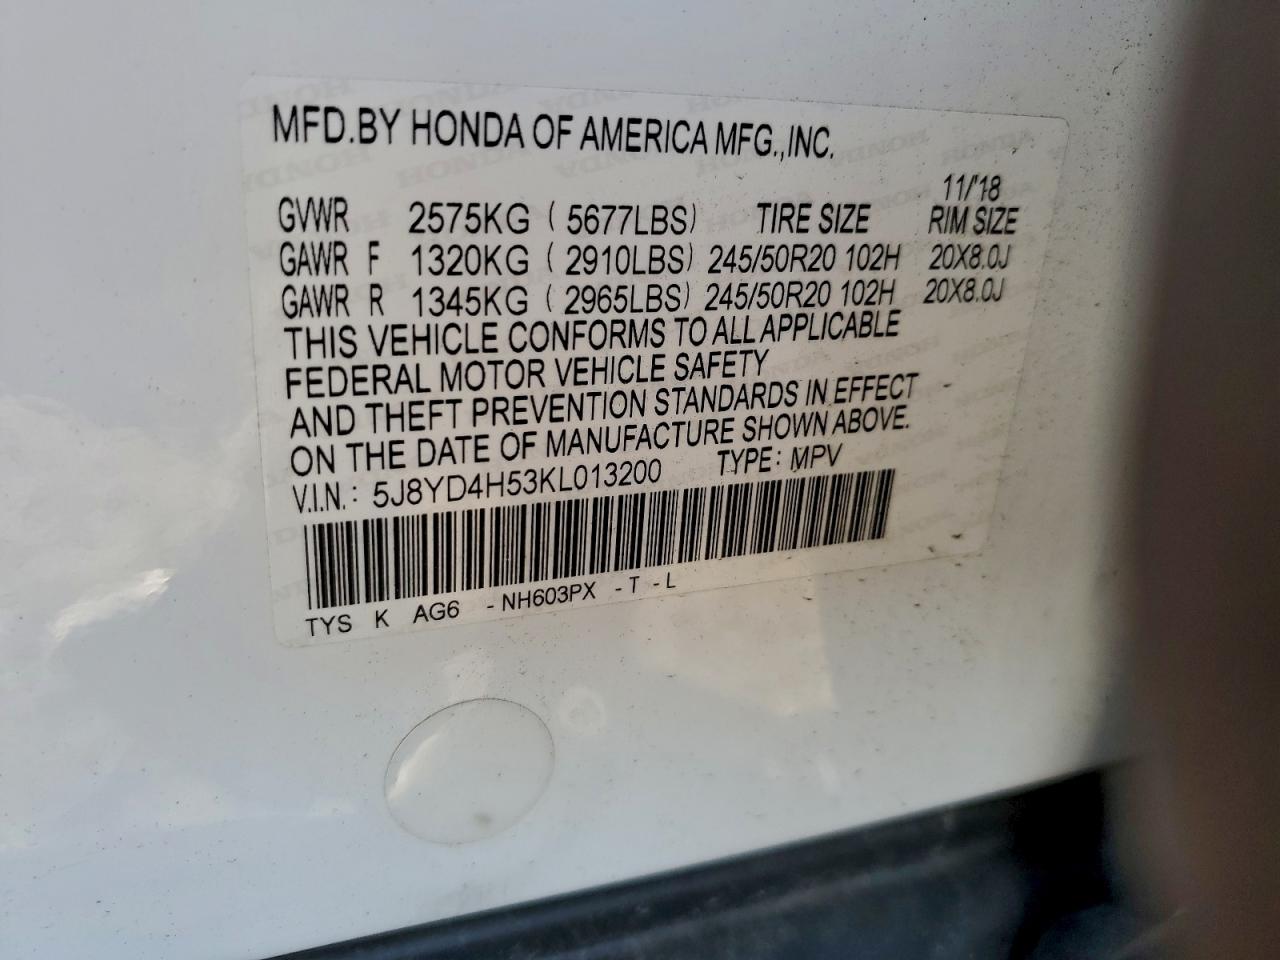 MFD.BY HONDA OF AMERICA MFG.,INC.
11/'18
GVWR 2575KG ( 5677LBS) TIRE SIZE RIM SIZE
GAWR F 1320KG ( 2910LBS) 245/50R20 102H 20X8.0J
GAWR R 1345KG ( 2965LBS) 245/50R20 102H 20X8.0J
THIS VEHICLE CONFORMS TO ALL APPLICABLE
FEDERAL MOTOR VEHICLE SAFETY
AND THEFT PREVENTION STANDARDS IN EFFECT
ON THE DATE OF MANUFACTURE SHOWN ABOVE.
V.I.N.: 5J8YD4H53KL013200 TYPE: MPV
TYS K AG6 -NH603PX -T -L